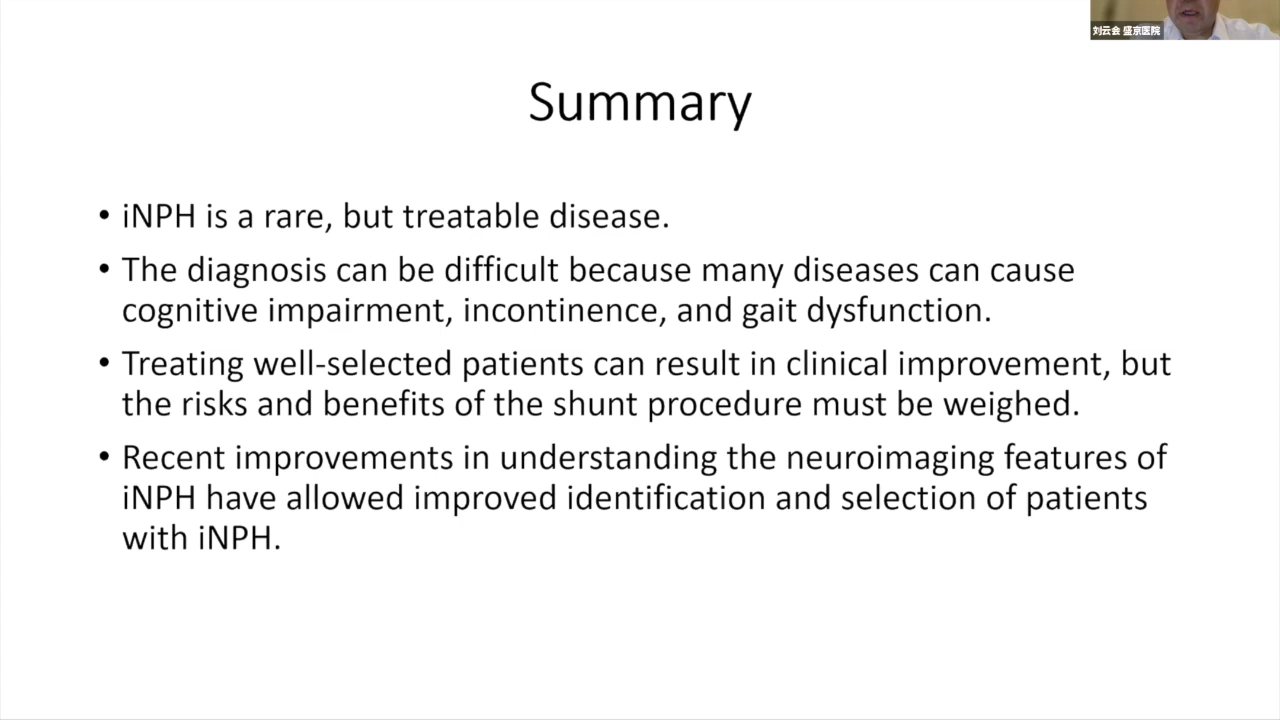 刘云会 盛京医院
Summary
• iNPH is a rare, but treatable disease.
• The diagnosis can be difficult because many diseases can cause
cognitive impairment, incontinence, and gait dysfunction.
• Treating well-selected patients can result in clinical improvement, but
the risks and benefits of the shunt procedure must be weighed.
• Recent improvements in understanding the neuroimaging features of
iNPH have allowed improved identification and selection of patients
with iNPH.